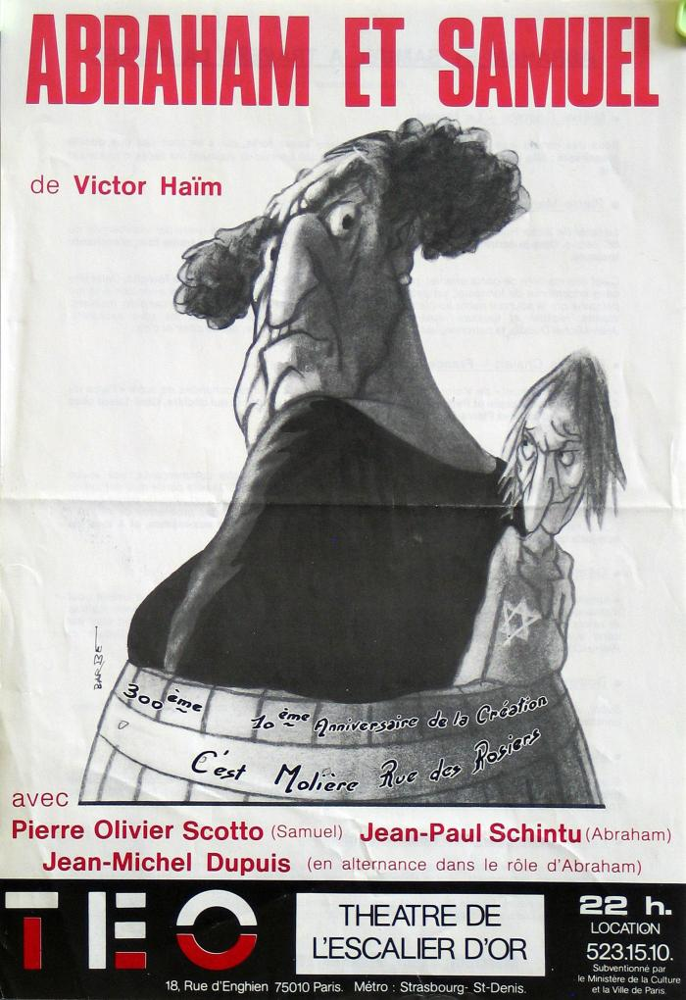 ABRAHAM ET SAMUEL
de Victor Haïm
BARBE
300ème
10ème Anniversaire de la Création
C'est Molière Rue des Rosiers
avec
Pierre Olivier Scotto (Samuel) Jean-Paul Schintu (Abraham)
Jean-Michel Dupuis (en alternance dans le rôle d'Abraham)
TEO
THEATRE DE
L'ESCALIER D'OR
22 h.
LOCATION
523.15.10.
Subventionné par
le Ministère de la Culture
et la Ville de Paris.
18, Rue d'Enghien 75010 Paris. Métro : Strasbourg- St-Denis.